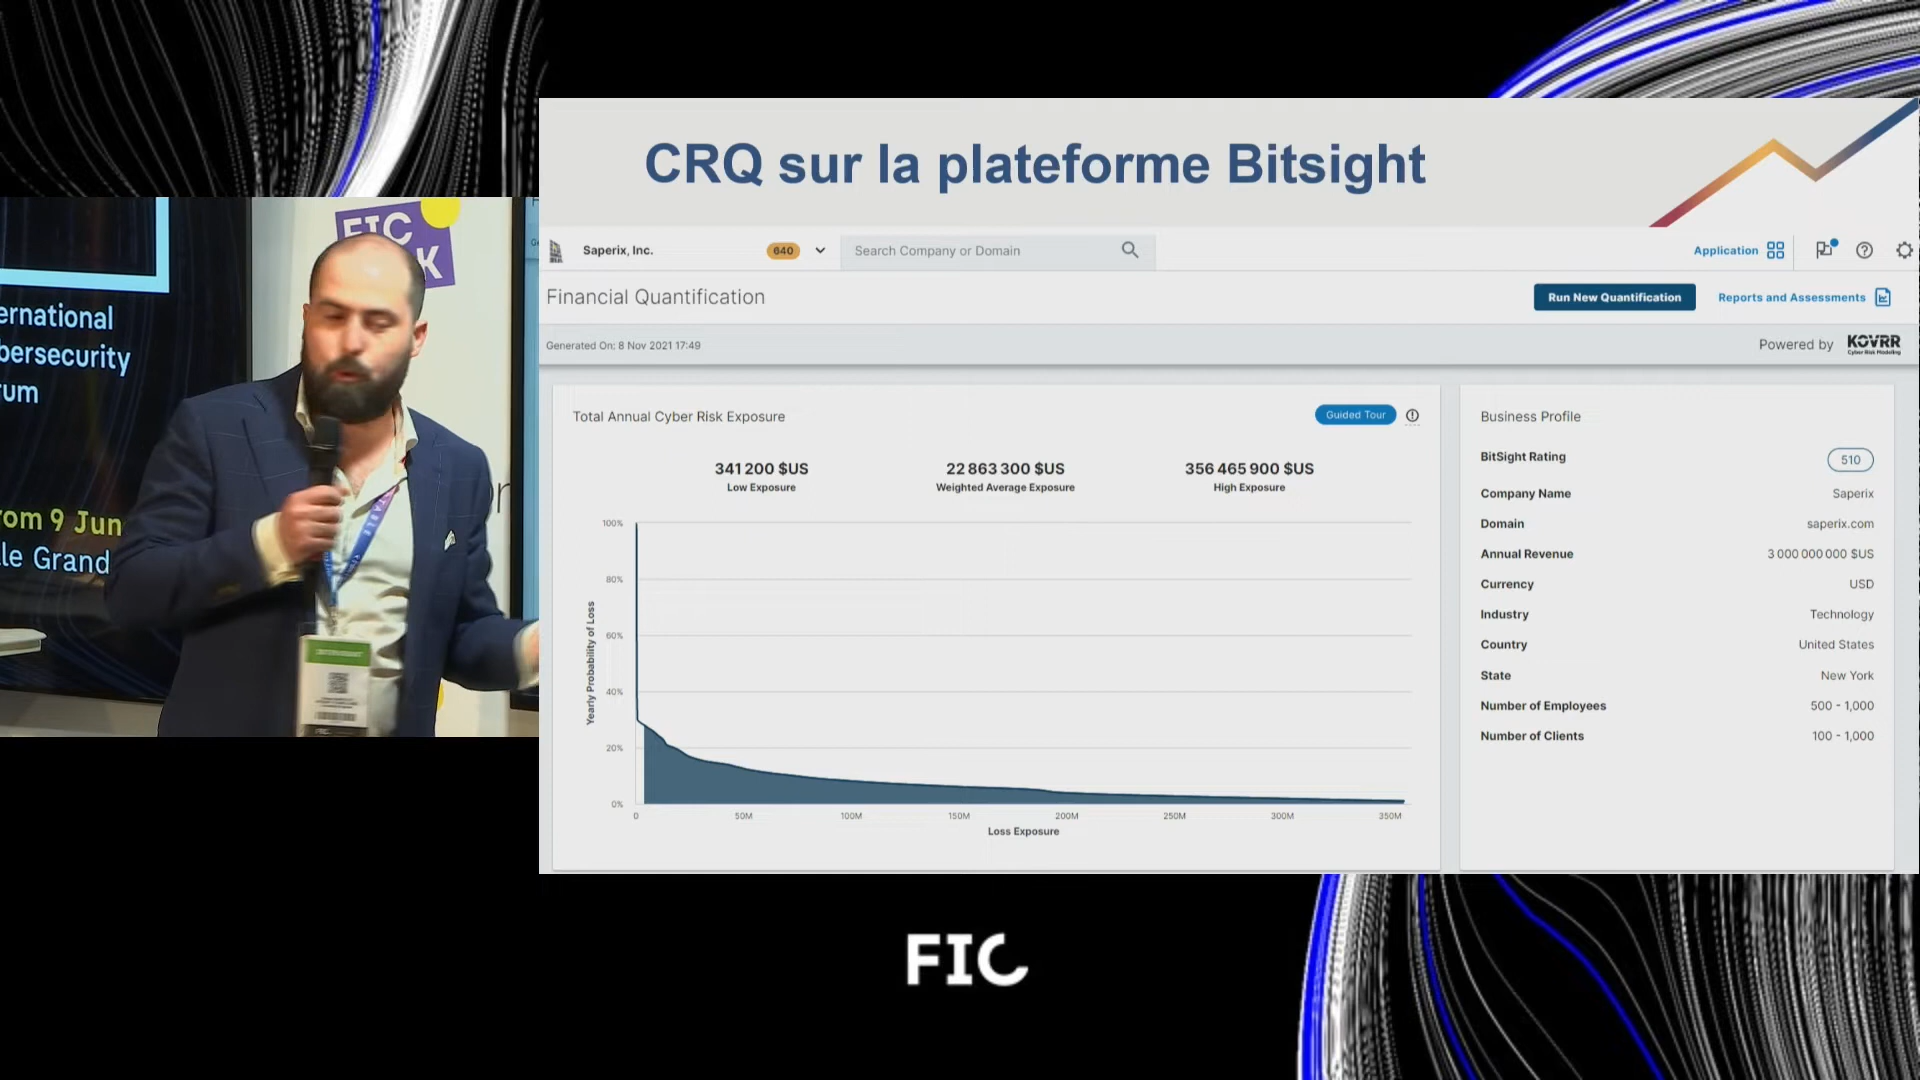 CRQ sur la plateforme Bitsight
Saperix, Inc.
640
Search Company or Domain
Application
Financial Quantification
Run New Quantification
Reports and Assessments
Generated On: 8 Nov 2021 17:49
Powered by
KOVRR
Cyber Risk Modeling
Total Annual Cyber Risk Exposure
Guided Tour
341 200 $US
Low Exposure
22 863 300 $US
Weighted Average Exposure
356 465 900 $US
High Exposure
Yearly Probability of Loss
100%
80%
60%
40%
20%
0%
0
50M
100M
150M
200M
250M
300M
350M
Loss Exposure
Business Profile
BitSight Rating
510
Company Name
Saperix
Domain
saperix.com
Annual Revenue
3 000 000 000 $US
Currency
USD
Industry
Technology
Country
United States
State
New York
Number of Employees
500 - 1,000
Number of Clients
100 - 1,000
FIC
K
ernational
bersecurity
rum
rom 9 Jun
lle Grand
FIC